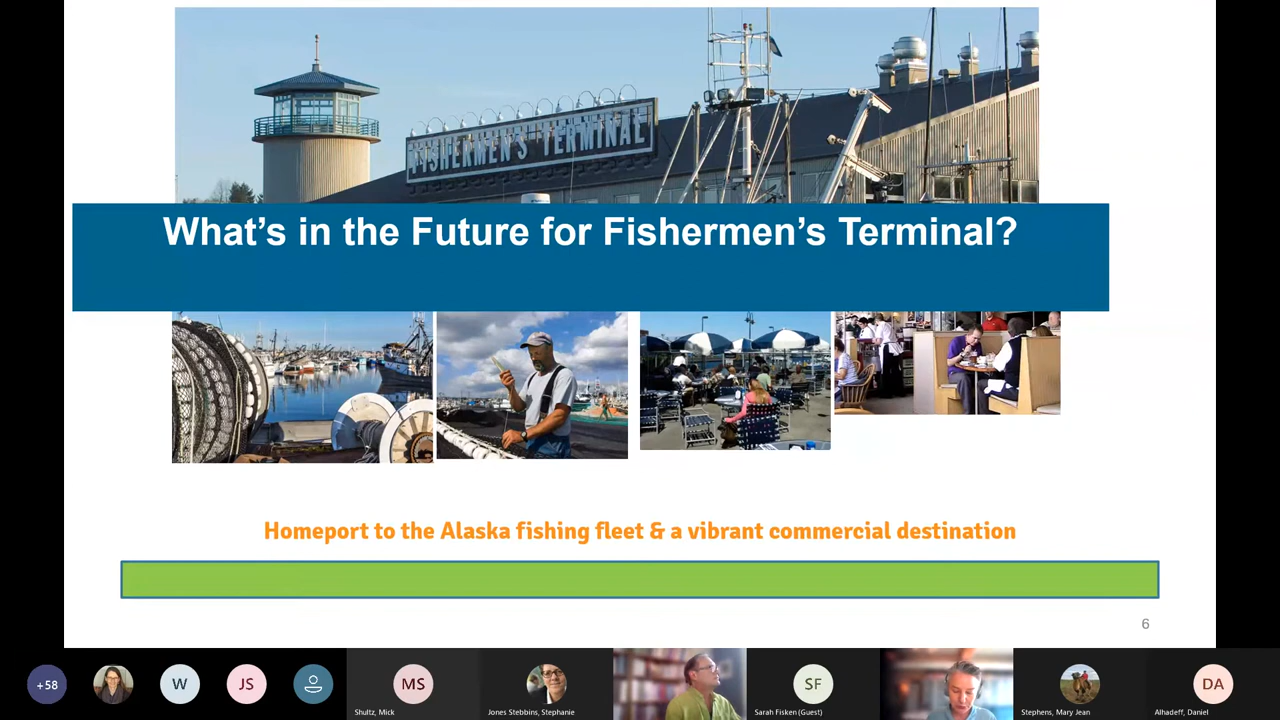 FISHERMEN'S TERMINAL
What's in the Future for Fishermen's Terminal?
Homeport to the Alaska fishing fleet & a vibrant commercial destination
6
+58
W
JS
MS
SF
DA
Shultz, Mick
Jones Stebbins, Stephanie
Sarah Fisken (Guest)
Stephens, Mary Jean
Alhadeff, Daniel